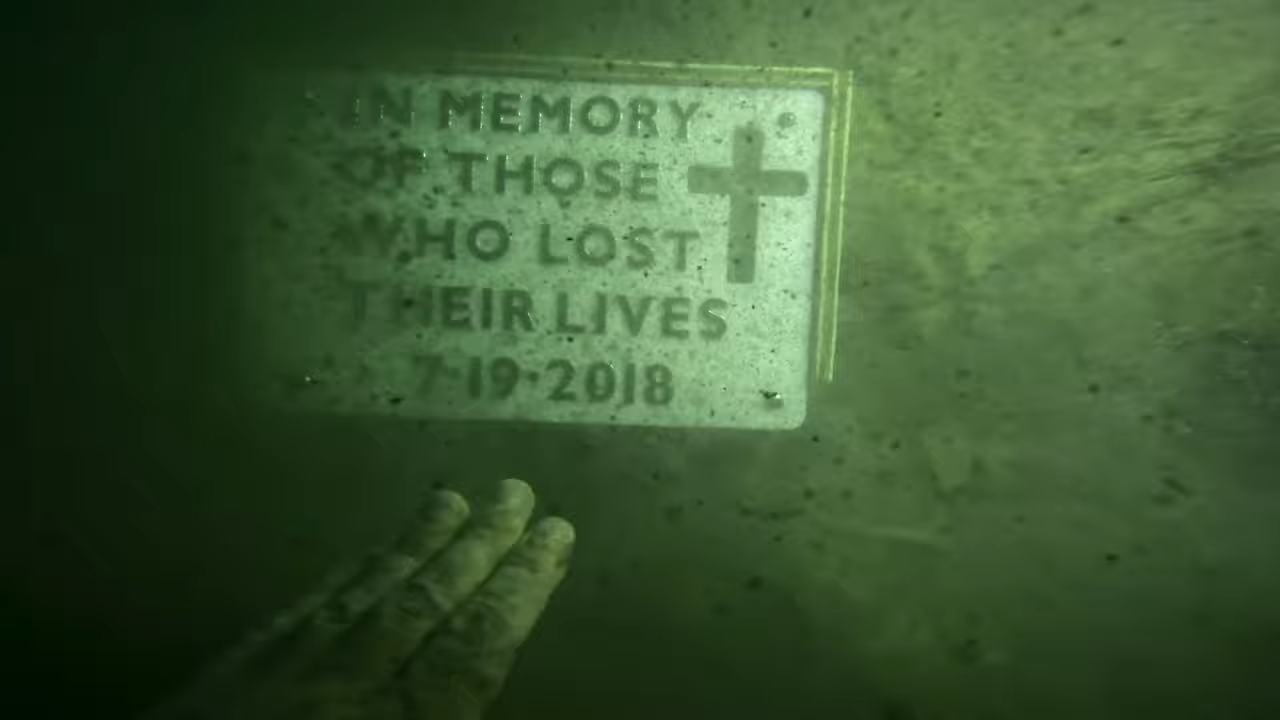 IN MEMORY
OF THOSE
WHO LOST
THEIR LIVES
7·19·2018